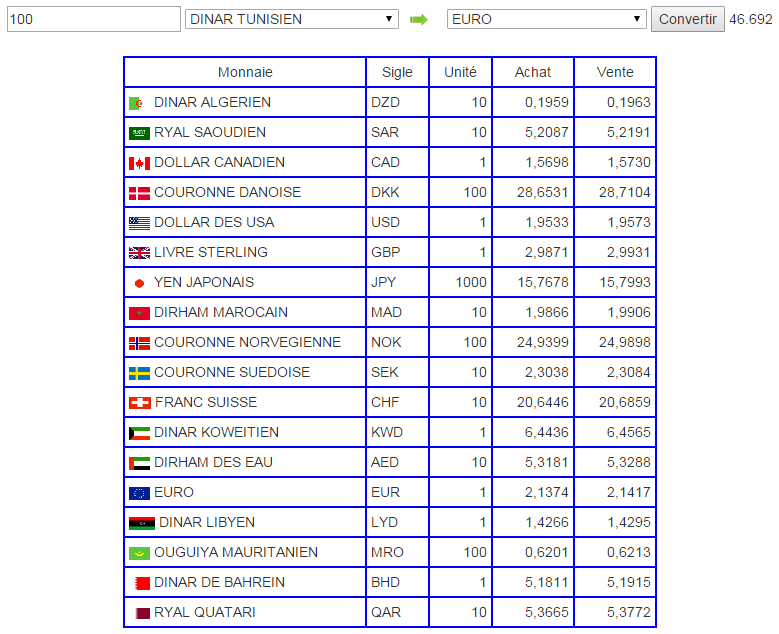 100 DINAR TUNISIEN EURO Convertir 46.692
Monnaie Sigle Unité Achat Vente
DINAR ALGERIEN DZD 10 0,1959 0,1963
RYAL SAOUDIEN SAR 10 5,2087 5,2191
DOLLAR CANADIEN CAD 1 1,5698 1,5730
COURONNE DANOISE DKK 100 28,6531 28,7104
DOLLAR DES USA USD 1 1,9533 1,9573
LIVRE STERLING GBP 1 2,9871 2,9931
YEN JAPONAIS JPY 1000 15,7678 15,7993
DIRHAM MAROCAIN MAD 10 1,9866 1,9906
COURONNE NORVEGIENNE NOK 100 24,9399 24,9898
COURONNE SUEDOISE SEK 10 2,3038 2,3084
FRANC SUISSE CHF 10 20,6446 20,6859
DINAR KOWEITIEN KWD 1 6,4436 6,4565
DIRHAM DES EAU AED 10 5,3181 5,3288
EURO EUR 1 2,1374 2,1417
DINAR LIBYEN LYD 1 1,4266 1,4295
OUGUIYA MAURITANIEN MRO 100 0,6201 0,6213
DINAR DE BAHREIN BHD 1 5,1811 5,1915
RYAL QUATARI QAR 10 5,3665 5,3772